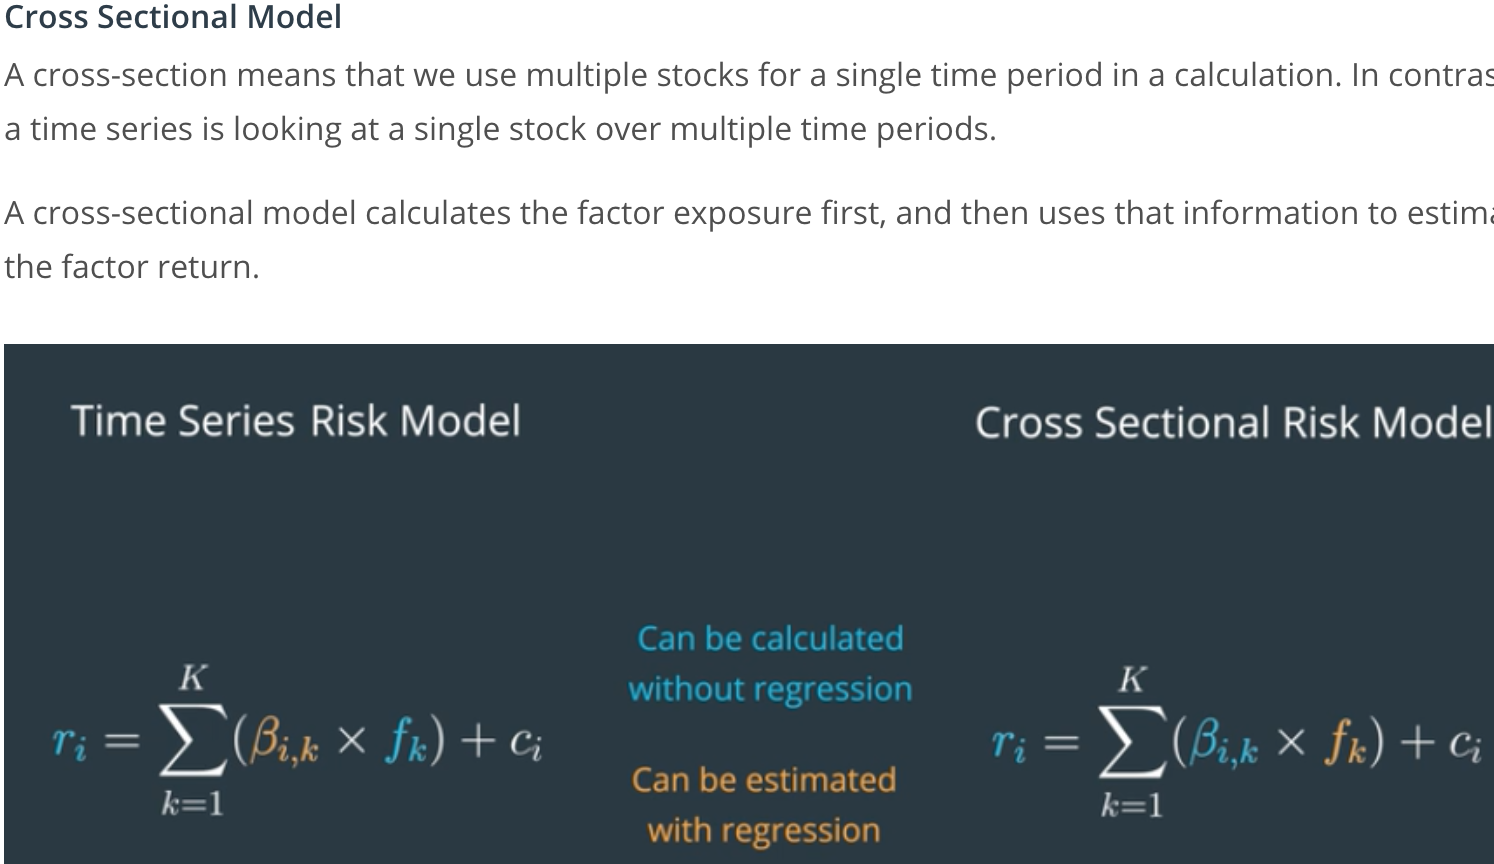 Cross Sectional Model
A cross-section means that we use multiple stocks for a single time period in a calculation. In contras
a time series is looking at a single stock over multiple time periods.
A cross-sectional model calculates the factor exposure first, and then uses that information to estima
the factor return.
Time Series Risk Model
Cross Sectional Risk Model
Can be calculated
without regression
Can be estimated
with regression
r_i = \sum_{k=1}^{K} (β_{i,k} × f_k) + c_i
r_i = \sum_{k=1}^{K} (β_{i,k} × f_k) + c_i